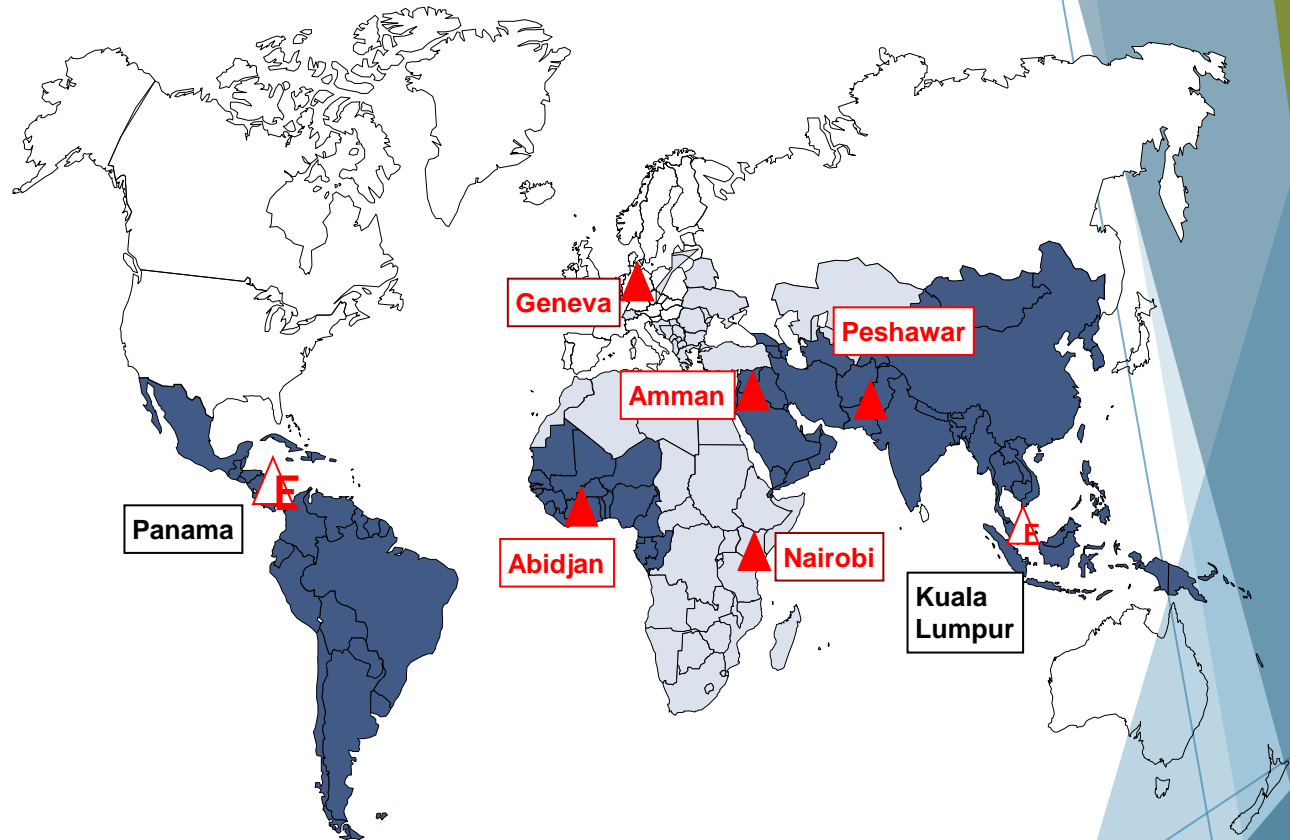 Geneva
Peshawar
Amman
E
Panama
Abidjan
Nairobi
E
Kuala
Lumpur